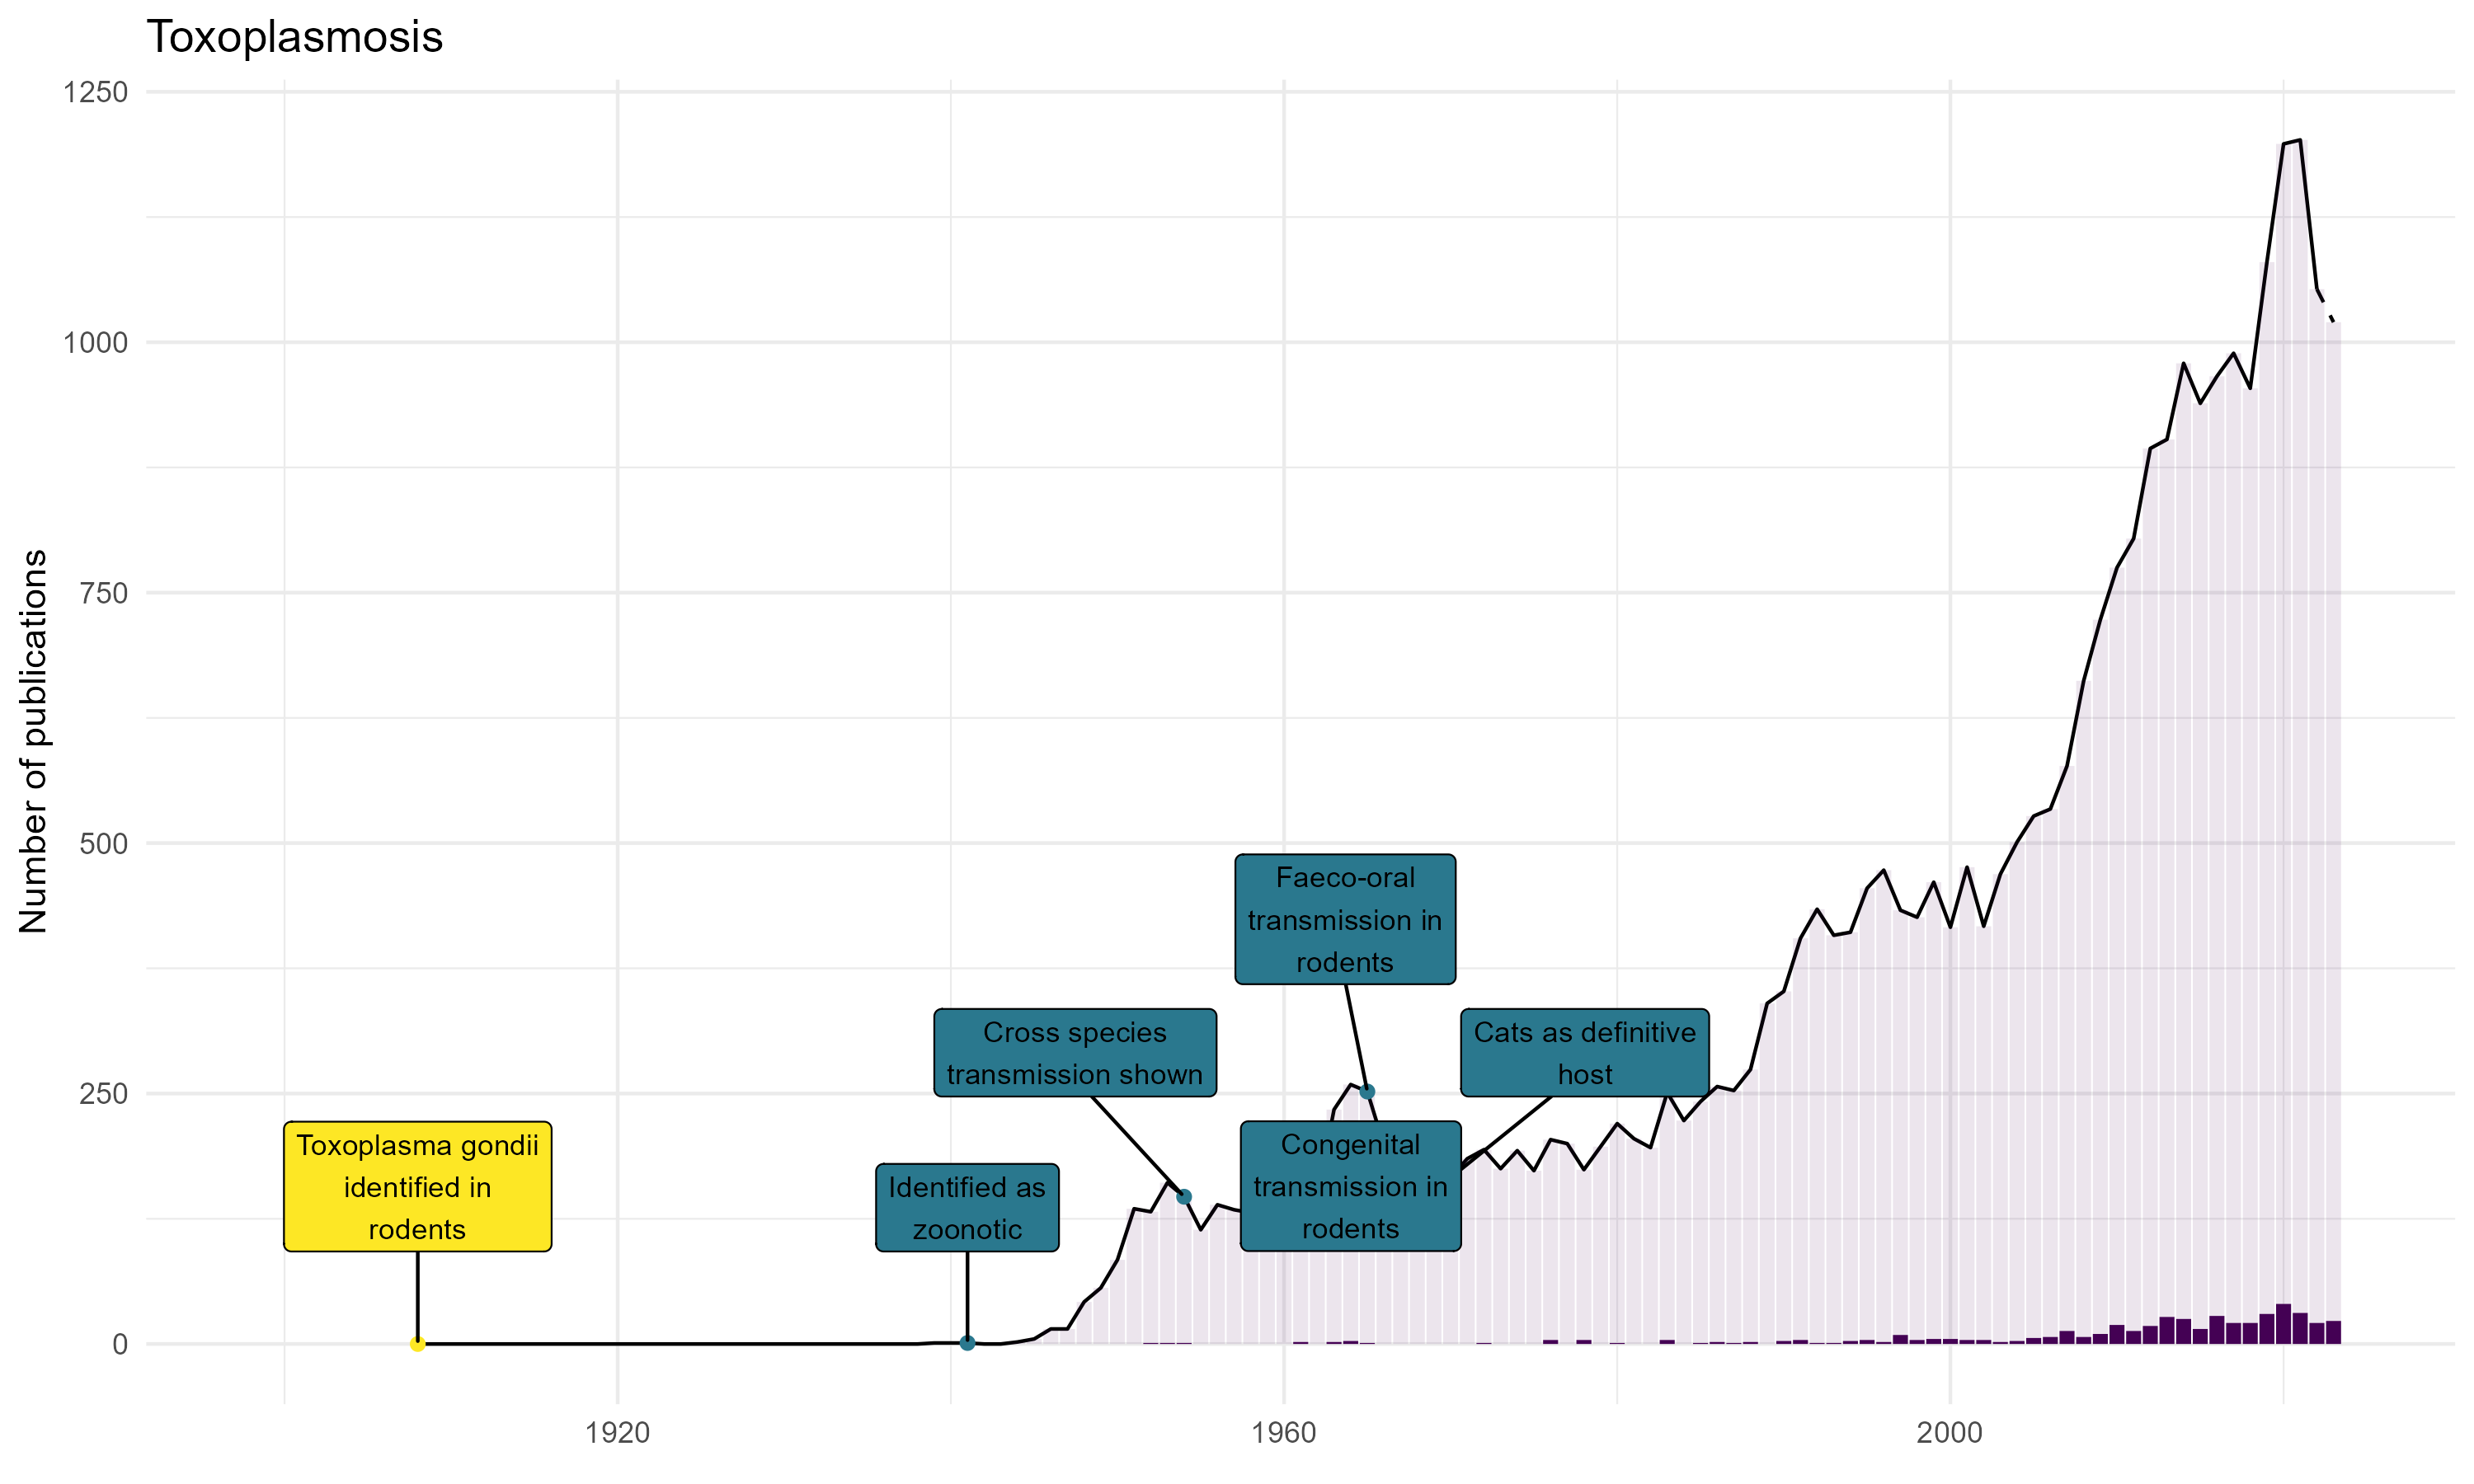 Toxoplasmosis
Number of publications
1250
1000
750
500
250
0
Toxoplasma gondii
identified in
rodents
Identified as
zoonotic
Cross species
transmission shown
Faeco-oral
transmission in
rodents
Congenital
transmission in
rodents
Cats as definitive
host
1920
1960
2000